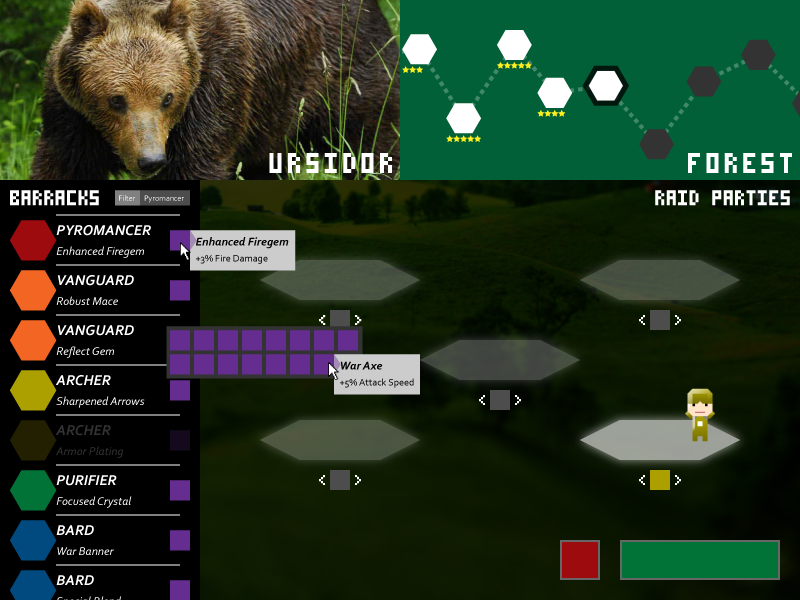 URSIDOR
FOREST
BARRACKS
Filter
Pyromancer
RAID PARTIES
PYROMANCER
Enhanced Firegem
Enhanced Firegem
+3% Fire Damage
VANGUARD
Robust Mace
VANGUARD
Reflect Gem
War Axe
+5% Attack Speed
ARCHER
Sharpened Arrows
ARCHER
Armor Plating
PURIFIER
Focused Crystal
BARD
War Banner
BARD
Special Blend